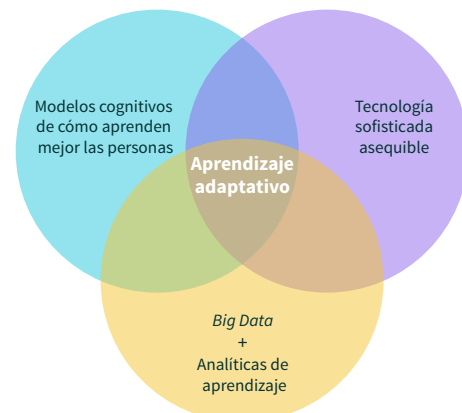 Modelos cognitivos
de cómo aprenden
mejor las personas
Tecnología
sofisticada
asequible
Aprendizaje
adaptativo
Big Data
+
Analíticas de
aprendizaje